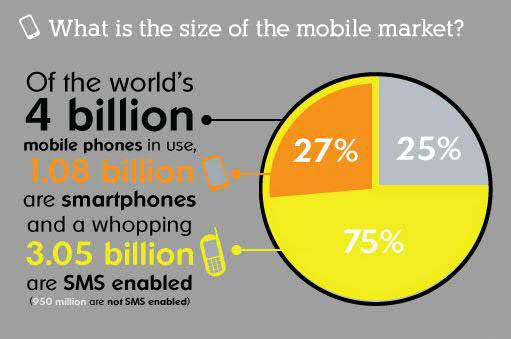 What is the size of the mobile market?
Of the world's
4 billion
mobile phones in use,
1.08 billion
are smartphones
and a whopping
3.05 billion
are SMS enabled
(950 million are not SMS enabled)
27%
25%
75%